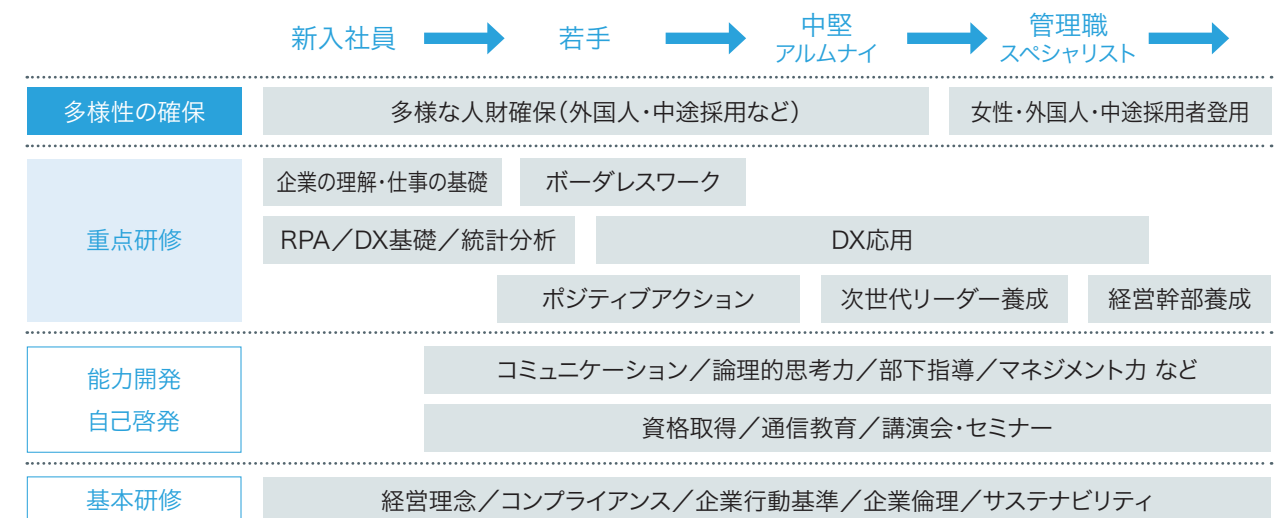 新入社員
若手
中堅
アルムナイ
管理職
スペシャリスト
多様性の確保
多様な人財確保（外国人・中途採用など）
女性・外国人・中途採用者登用
重点研修
企業の理解・仕事の基礎
ボーダレスワーク
RPA／DX基礎／統計分析
DX応用
ポジティブアクション
次世代リーダー養成
経営幹部養成
能力開発
自己啓発
コミュニケーション／論理的思考力／部下指導／マネジメント力 など
資格取得／通信教育／講演会・セミナー
基本研修
経営理念／コンプライアンス／企業行動基準／企業倫理／サステナビリティ